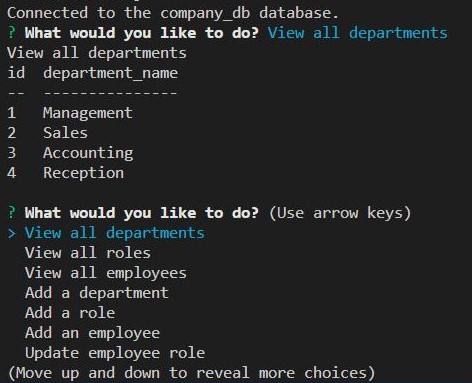 Connected to the company_db database.
? What would you like to do? View all departments
View all departments
id  department_name
--  ---------------
1   Management
2   Sales
3   Accounting
4   Reception
? What would you like to do? (Use arrow keys)
> View all departments
  View all roles
  View all employees
  Add a department
  Add a role
  Add an employee
  Update employee role
(Move up and down to reveal more choices)